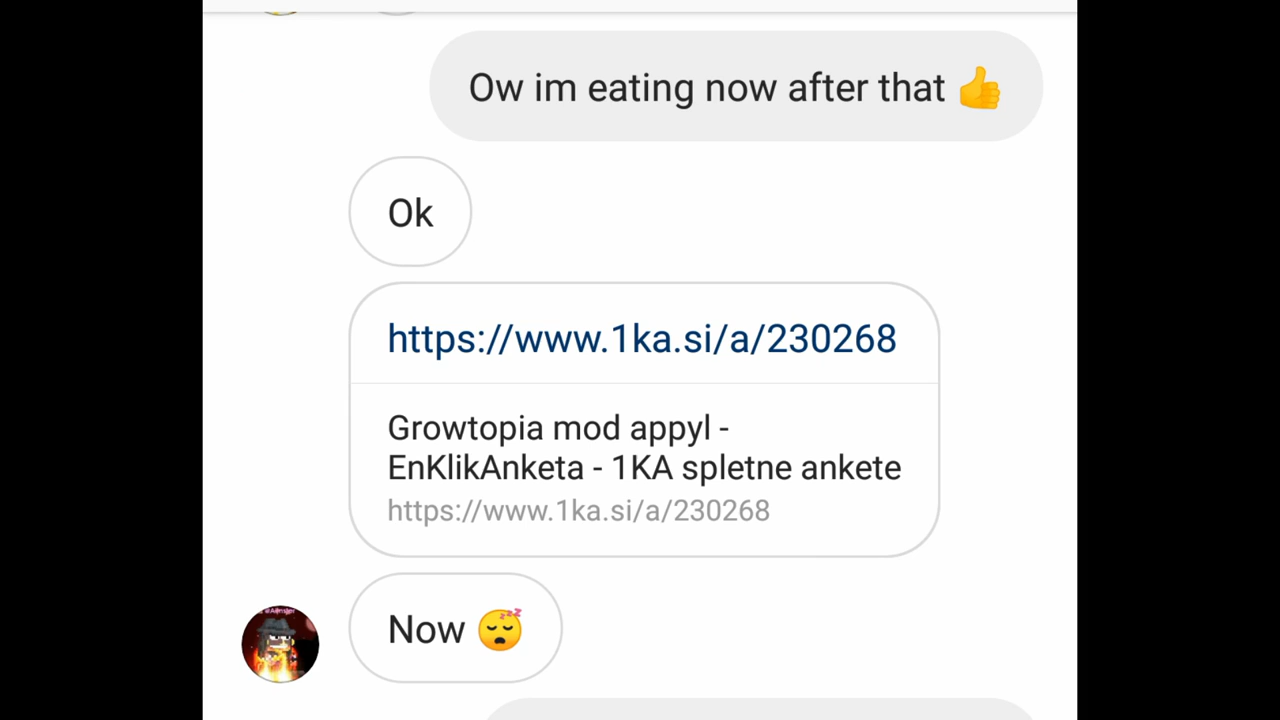 Ow im eating now after that 👍
Ok
https://www.1ka.si/a/230268
Growtopia mod appyl -
EnKlikAnketa - 1KA spletne ankete
https://www.1ka.si/a/230268
Now 😴